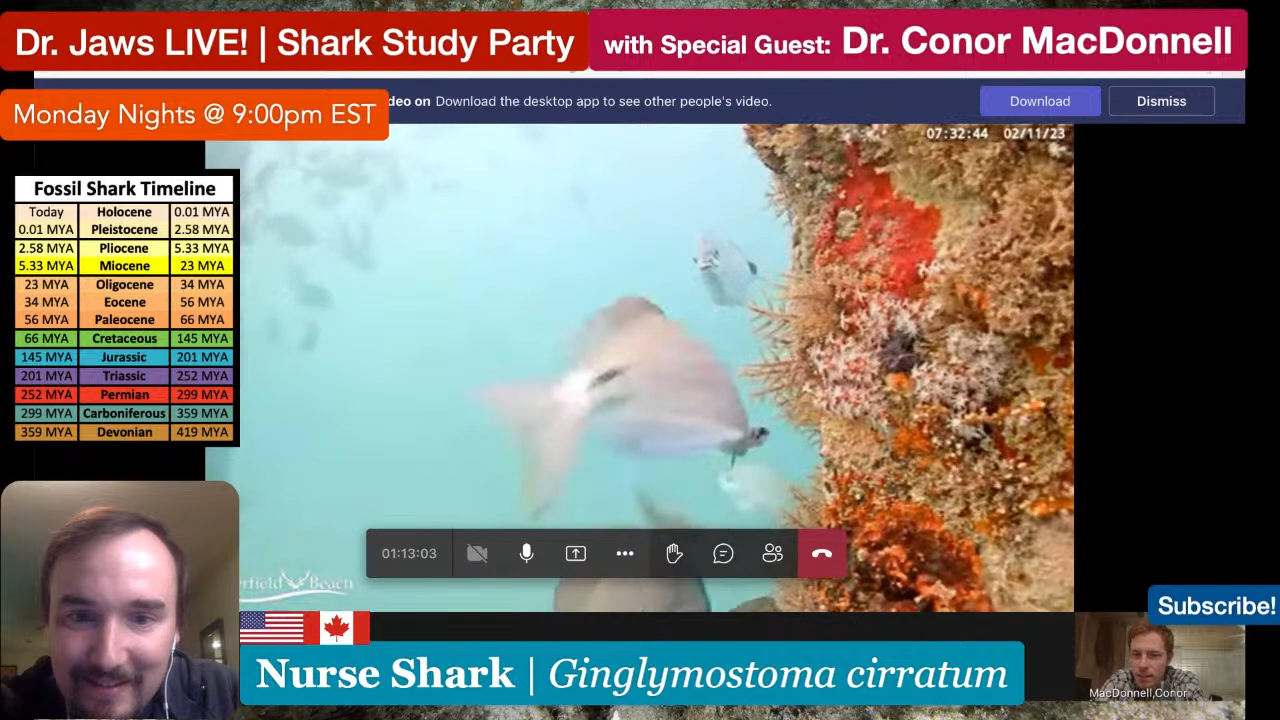 Dr. Jaws LIVE! | Shark Study Party
with Special Guest: Dr. Conor MacDonnell
deo on Download the desktop app to see other people's video.
Download
Dismiss
Monday Nights @ 9:00pm EST
07:32:44 02/11/23
Fossil Shark Timeline
Today Holocene 0.01 MYA
0.01 MYA Pleistocene 2.58 MYA
2.58 MYA Pliocene 5.33 MYA
5.33 MYA Miocene 23 MYA
23 MYA Oligocene 34 MYA
34 MYA Eocene 56 MYA
56 MYA Paleocene 66 MYA
66 MYA Cretaceous 145 MYA
145 MYA Jurassic 201 MYA
201 MYA Triassic 252 MYA
252 MYA Permian 299 MYA
299 MYA Carboniferous 359 MYA
359 MYA Devonian 419 MYA
01:13:03
erfield Beach
Subscribe!
Nurse Shark | Ginglymostoma cirratum
MacDonnell,Conor